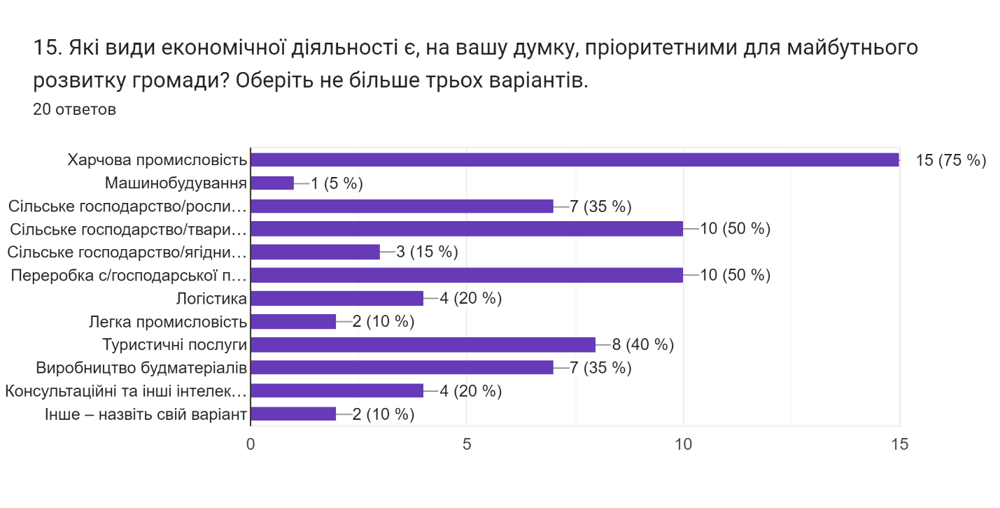 15. Які види економічної діяльності є, на вашу думку, пріоритетними для майбутнього
розвитку громади? Оберіть не більше трьох варіантів.
20 ответов
Харчова промисловість 15 (75 %)
Машинобудування 1 (5 %)
Сільське господарство/росли… 7 (35 %)
Сільське господарство/твари… 10 (50 %)
Сільське господарство/ягідни… 3 (15 %)
Переробка с/господарської п… 10 (50 %)
Логістика 4 (20 %)
Легка промисловість 2 (10 %)
Туристичні послуги 8 (40 %)
Виробництво будматеріалів 7 (35 %)
Консультаційні та інші інтелек… 4 (20 %)
Інше – назвіть свій варіант 2 (10 %)
0 5 10 15